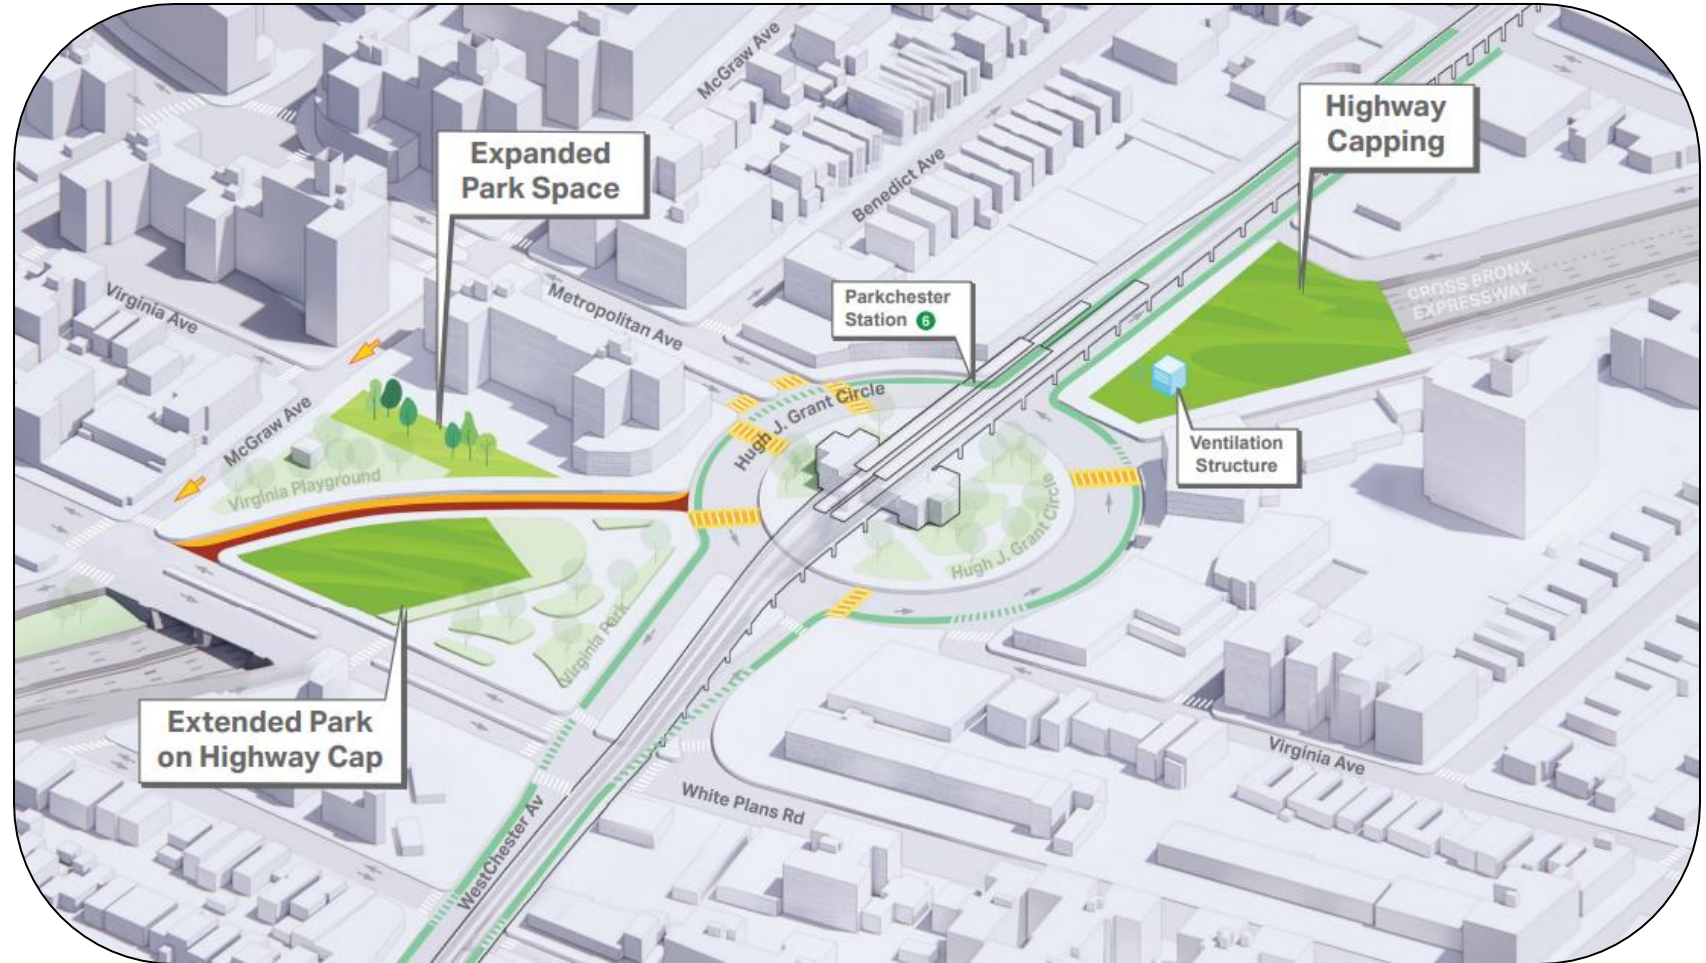 McGraw Ave
Highway
Capping
Expanded
Park Space
Benedict Ave
Virginia Ave
Metropolitan Ave
Parkchester
Station 6
CROSS BRONX
EXPRESSWAY
Hugh J. Grant Circle
McGraw Ave
Virginia Playground
Ventilation
Structure
Hugh J. Grant Circle
Virginia Park
Extended Park
on Highway Cap
WestChester Av
White Plans Rd
Virginia Ave